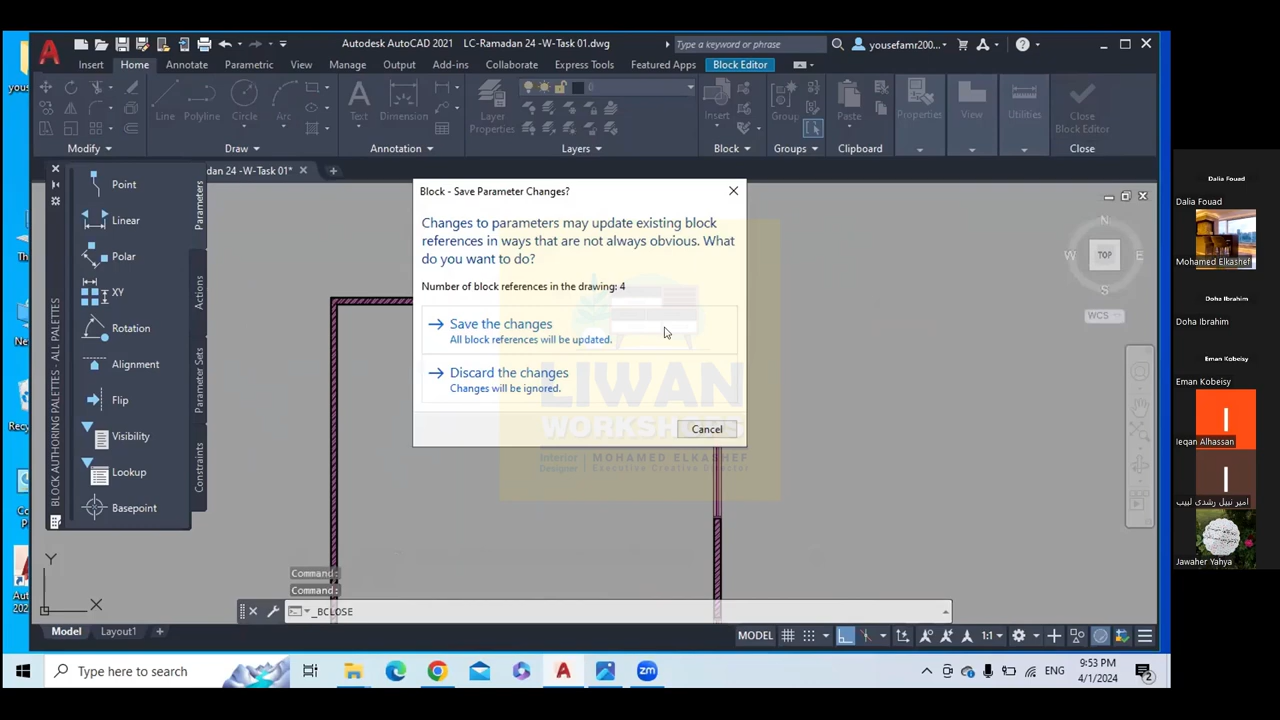 Autodesk AutoCAD 2021 LC-Ramadan 24 -W-Task 01.dwg
Type a keyword or phrase
yousefamr200...
Insert Home Annotate Parametric View Manage Output Add-ins Collaborate Express Tools Featured Apps Block Editor
Line Polyline Circle Arc Text Dimension Layer Properties 0 Insert Group Paste Properties View Utilities Close Block Editor
Modify Draw Annotation Layers Block Groups Clipboard Close
adan 24 -W-Task 01*
Point
Linear
Polar
XY
Rotation
Alignment
Flip
Visibility
Lookup
Basepoint
Parameters
Actions
Parameter Sets
Constraints
BLOCK AUTHORING PALETTES - ALL PALETTES
Block - Save Parameter Changes?
Changes to parameters may update existing block
references in ways that are not always obvious. What
do you want to do?
Number of block references in the drawing: 4
Save the changes
All block references will be updated.
Discard the changes
Changes will be ignored.
Cancel
LIWAN
WORKSH
Interior Designer
MOHAMED ELKASHEF
Executive Creative Director
N
W TOP E
S
WCS
Y
X
Command:
Command:
_BCLOSE
Model Layout1
MODEL 1:1
Type here to search
ENG
9:53 PM
4/1/2024
2
Dalia Fouad
Dalia Fouad
Mohamed Elkashef
Doha Ibrahim
Doha Ibrahim
Eman Kobeisy
Eman Kobeisy
I
Ieqan Alhassan
I
امير نبيل رشدى لبيب
Jawaher Yahya